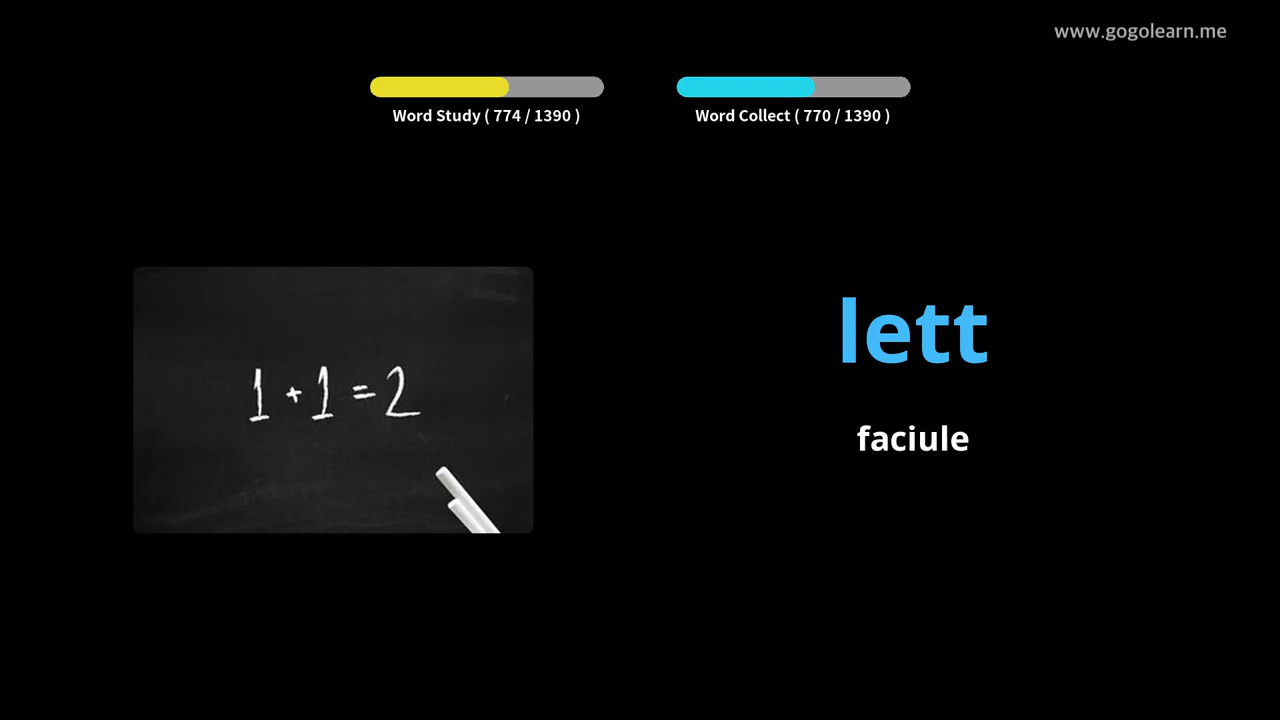 www.gogolearn.me
Word Study ( 774 / 1390 )
Word Collect ( 770 / 1390 )
1 + 1 = 2
lett
faciule